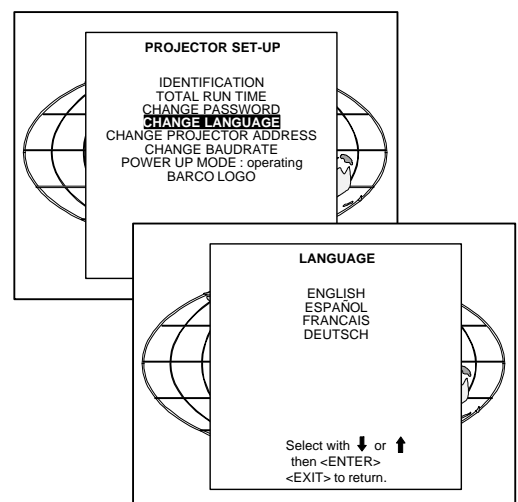 PROJECTOR SET-UP
IDENTIFICATION
TOTAL RUN TIME
CHANGE PASSWORD
CHANGE LANGUAGE
CHANGE PROJECTOR ADDRESS
CHANGE BAUDRATE
POWER UP MODE : operating
BARCO LOGO
LANGUAGE
ENGLISH
ESPAÑOL
FRANCAIS
DEUTSCH
Select with ⬇ or ⬆
then <ENTER>
<EXIT> to return.